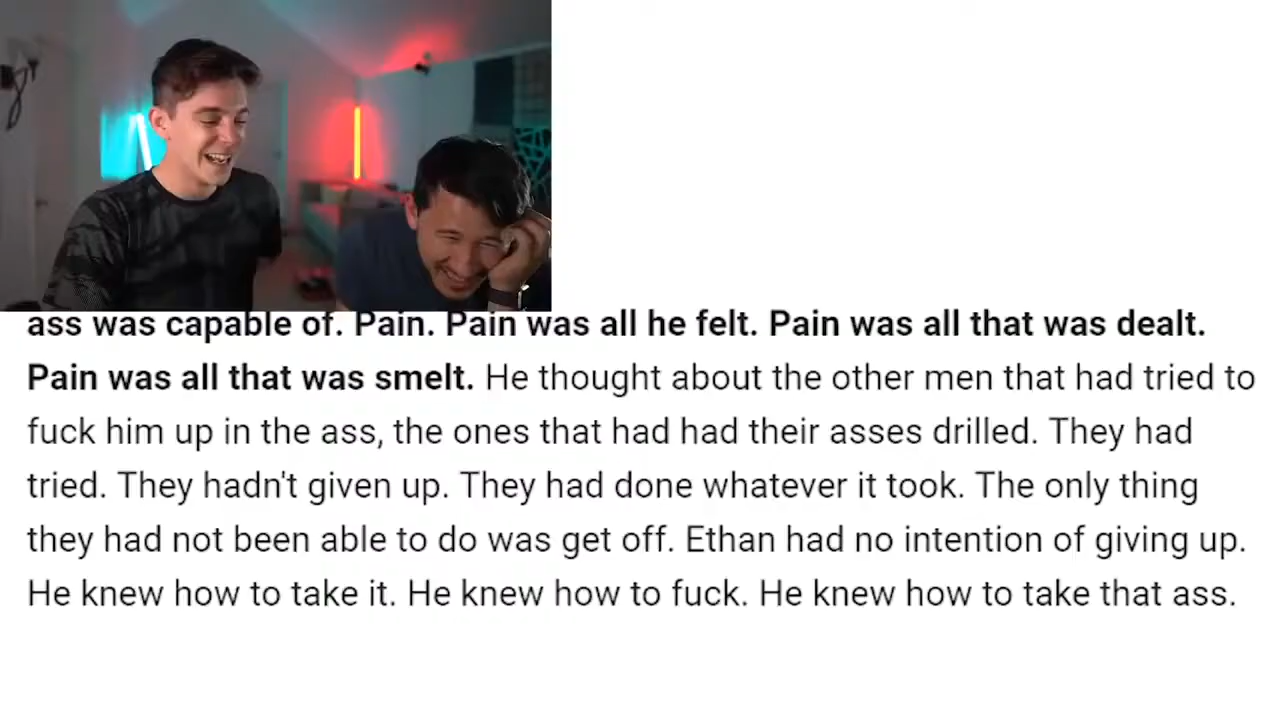 ass was capable of. Pain. Pain was all he felt. Pain was all that was dealt.
Pain was all that was smelt. He thought about the other men that had tried to
fuck him up in the ass, the ones that had had their asses drilled. They had
tried. They hadn't given up. They had done whatever it took. The only thing
they had not been able to do was get off. Ethan had no intention of giving up.
He knew how to take it. He knew how to fuck. He knew how to take that ass.